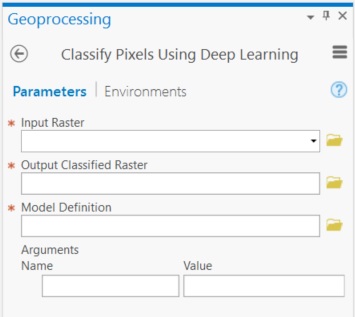 Geoprocessing
Classify Pixels Using Deep Learning
Parameters | Environments ?
* Input Raster
* Output Classified Raster
* Model Definition
Arguments
Name Value